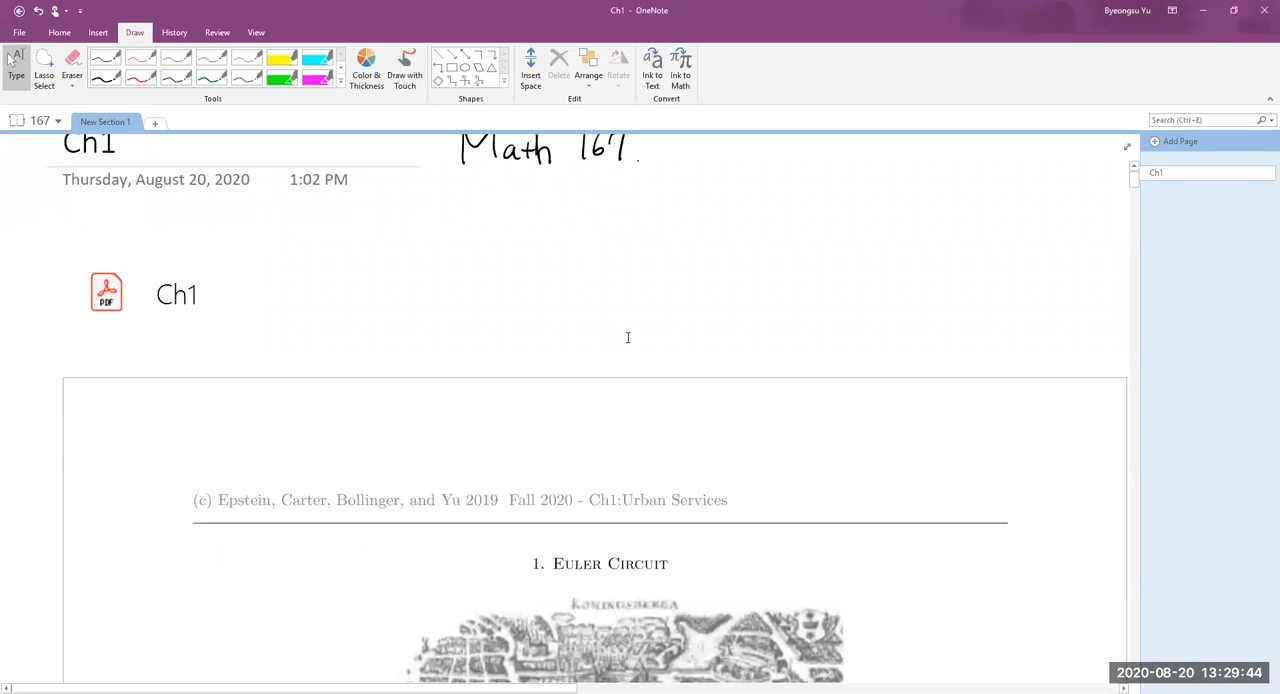 Ch1 - OneNote
Byeongsu Yu
File Home Insert Draw History Review View
Type
Lasso Select
Eraser
Color & Thickness
Draw with Touch
Insert Space
Delete
Arrange
Rotate
Ink to Text
Ink to Math
Tools
Shapes
Edit
Convert
167
New Section 1
Search (Ctrl+E)
Add Page
Ch1
Ch1
Math 167.
Thursday, August 20, 2020 1:02 PM
PDF
Ch1
(c) Epstein, Carter, Bollinger, and Yu 2019 Fall 2020 - Ch1:Urban Services
1. Euler Circuit
KONINGSBERGA
2020-08-20 13:29:44